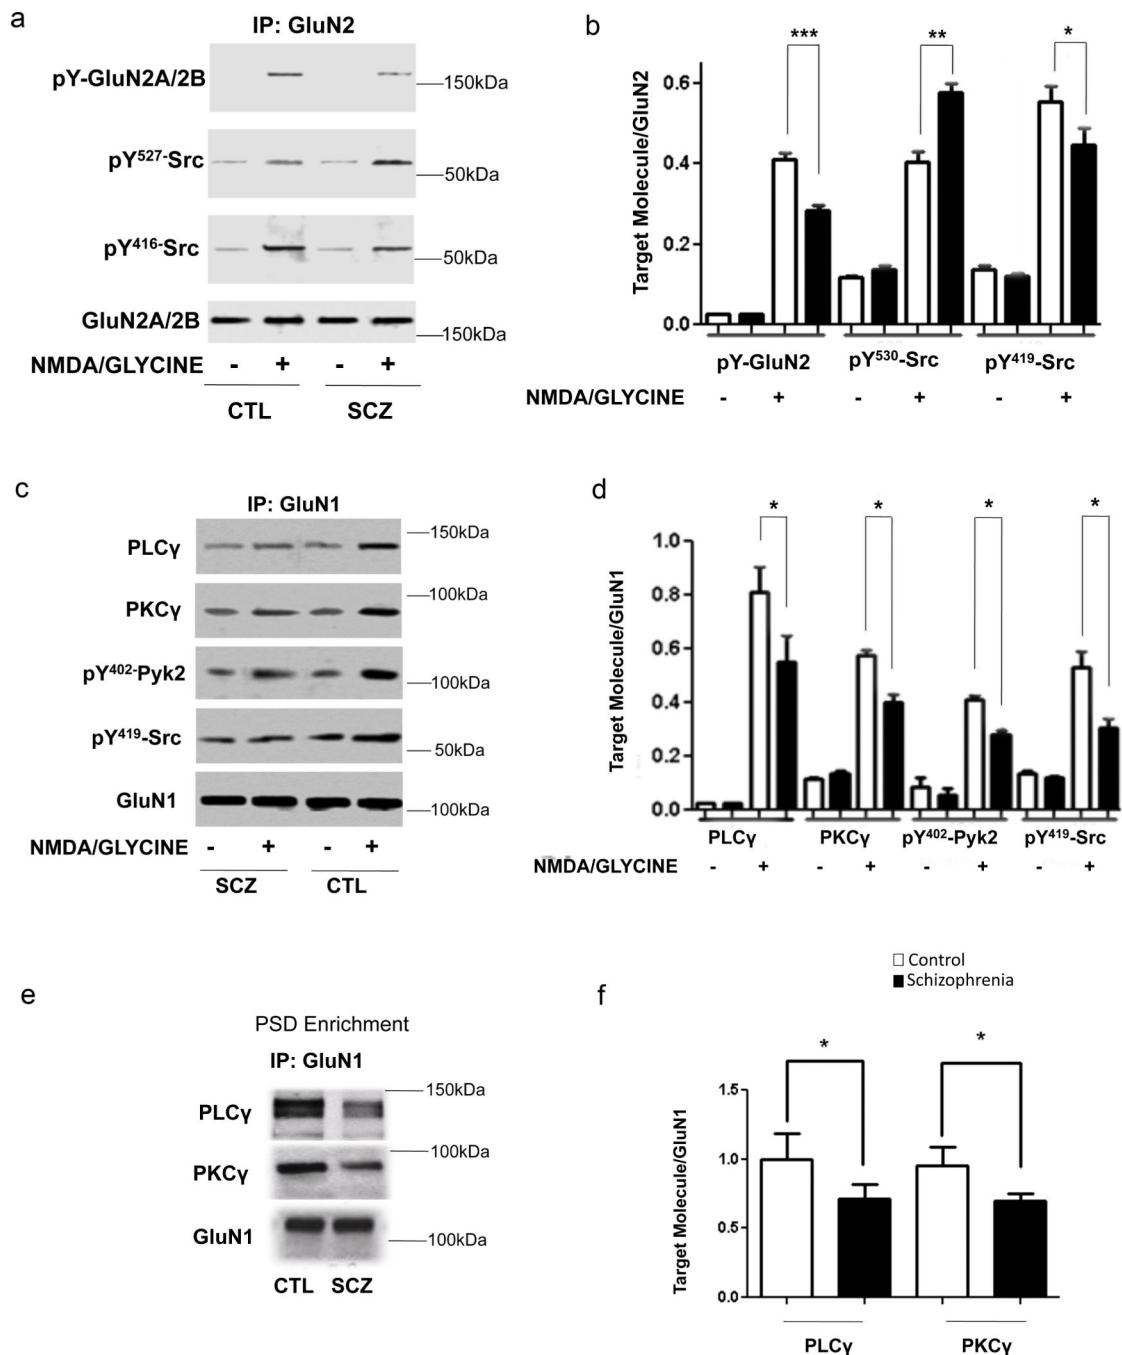 a
IP: GluN2
pY-GluN2A/2B
150kDa
pY527-Src
50kDa
pY416-Src
50kDa
GluN2A/2B
150kDa
NMDA/GLYCINE - + - +
CTL SCZ
b
*** ** *
Target Molecule/GluN2
0.6
0.4
0.2
0.0
pY-GluN2 pY530-Src pY419-Src
NMDA/GLYCINE - + - + - +
c
IP: GluN1
PLCγ
150kDa
PKCγ
100kDa
pY402-Pyk2
100kDa
pY419-Src
50kDa
GluN1
100kDa
NMDA/GLYCINE - + - +
SCZ CTL
d
* * * *
Target Molecule/GluN1
1.0
0.8
0.6
0.4
0.2
0.0
PLCγ PKCγ pY402-Pyk2 pY419-Src
NMDA/GLYCINE - + - + - + - +
Control
Schizophrenia
e
PSD Enrichment
IP: GluN1
PLCγ
150kDa
PKCγ
100kDa
GluN1
100kDa
CTL SCZ
f
* *
Target Molecule/GluN1
1.5
1.0
0.5
0.0
PLCγ PKCγ